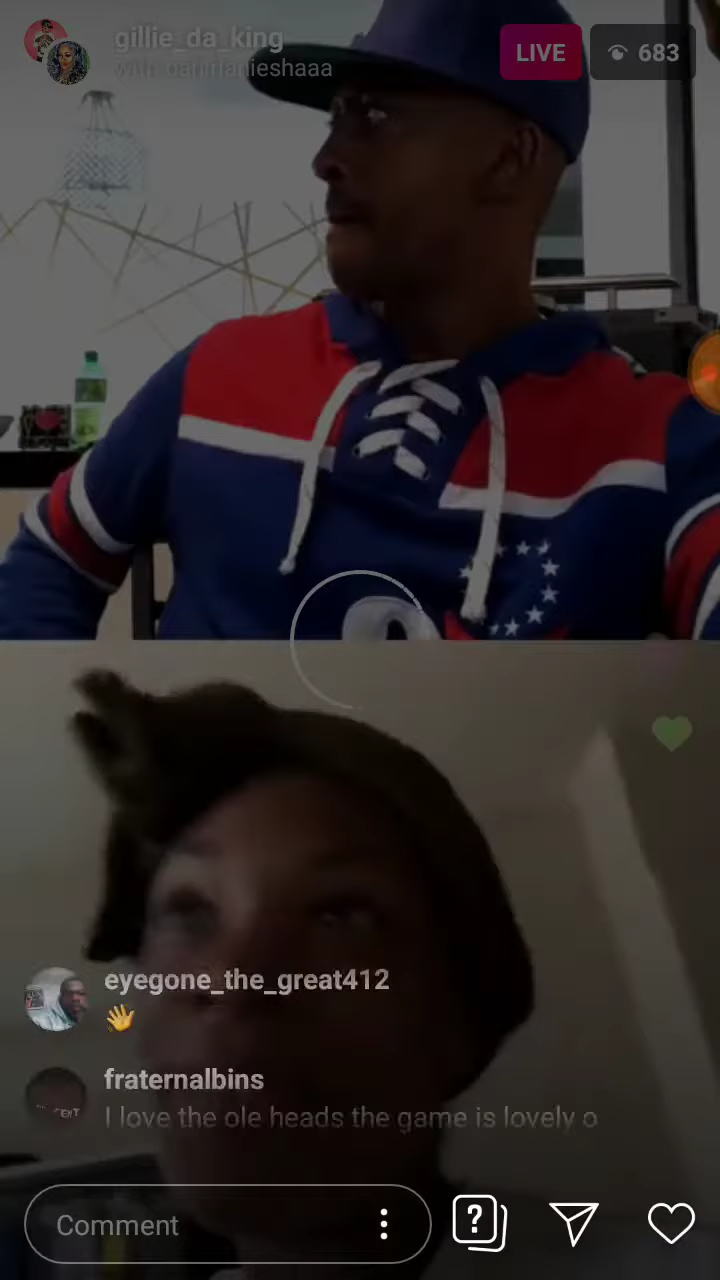 gillie_da_king
LIVE
683
eyegone_the_great412
👋
fraternalbins
I love the ole heads the game is lovely o
Comment